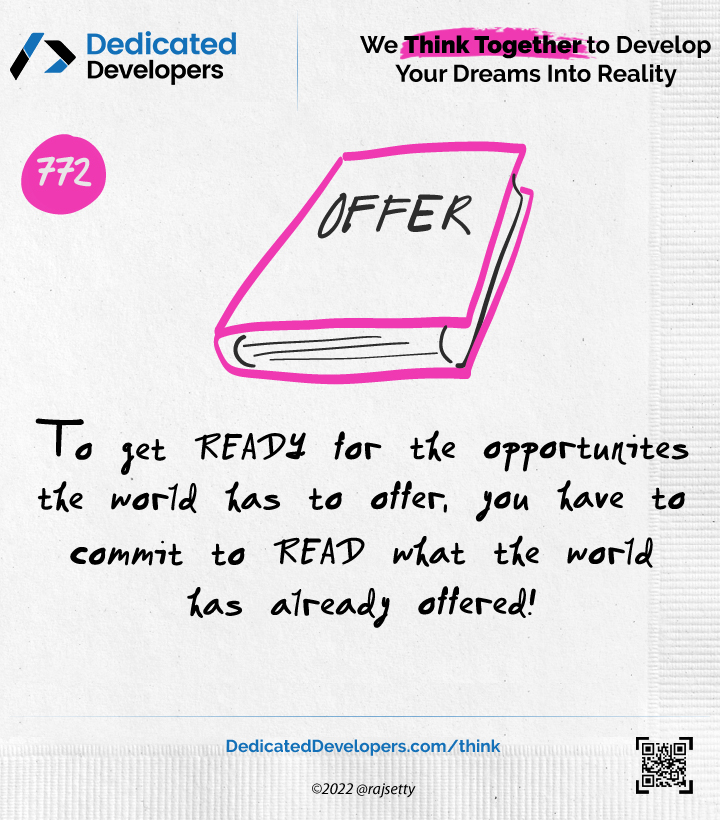 Dedicated
Developers
We Think Together to Develop
Your Dreams Into Reality
772
OFFER
To get READY for the opportunites
the world has to offer, you have to
commit to READ what the world
has already offered!
DedicatedDevelopers.com/think
©2022 @rajsetty